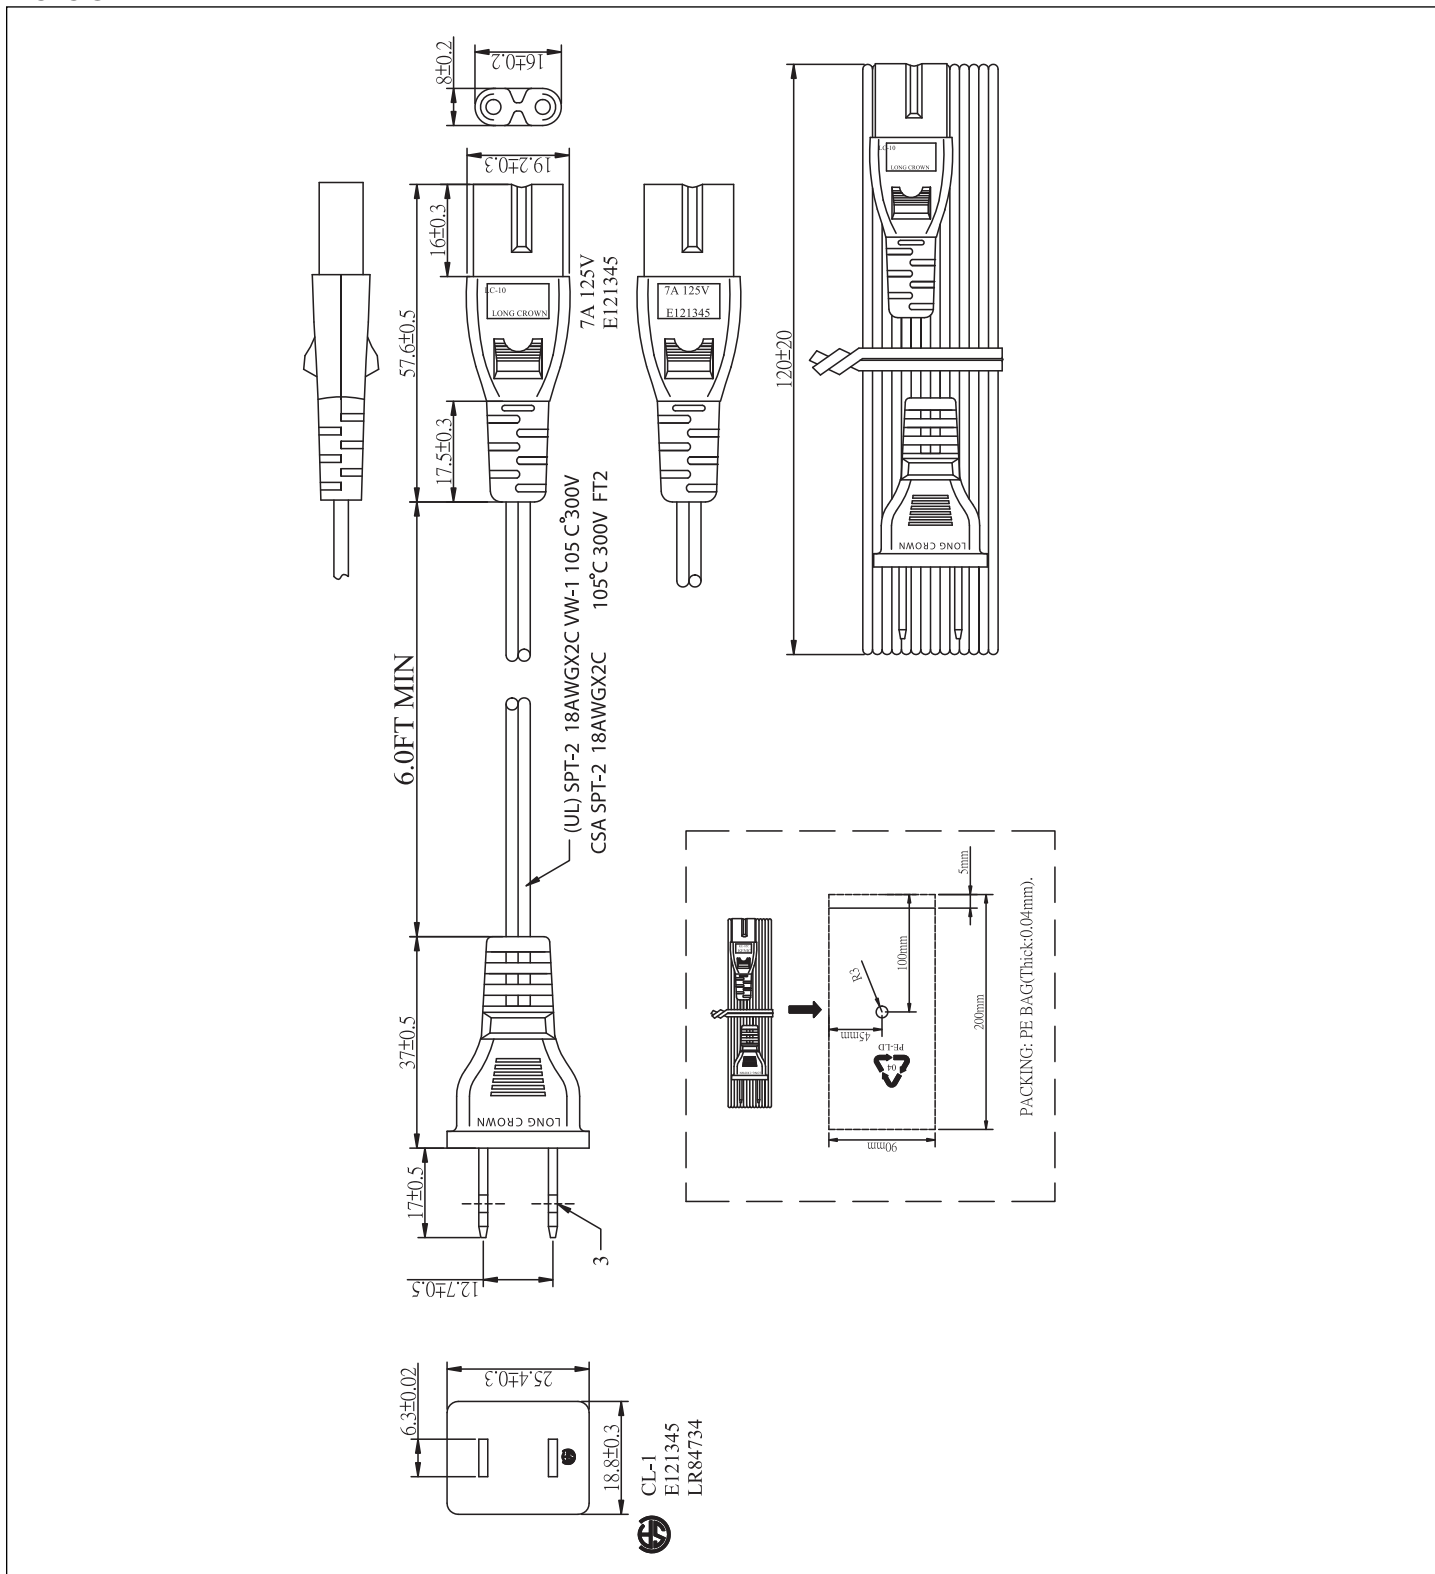 8±0.2
16±0.2
19.2±0.3
16±0.3
57.6±0.5
17.5±0.3
LC-10
LONG CROWN
7A 125V
E121345
7A 125V
E121345
LC-10
LONG CROWN
120±20
LONG CROWN
6.0FT MIN
(UL) SPT-2 18AWGX2C VW-1 105°C 300V
CSA SPT-2 18AWGX2C 105°C 300V FT2
37±0.5
LONG CROWN
17±0.5
12.7±0.5
3
5mm
100mm
R3
200mm
45mm
PE-LD
04
90mm
PACKING: PE BAG(Thick:0.04mm).
6.3±0.02
25.4±0.3
18.8±0.3
CL-1
E121345
LR84734